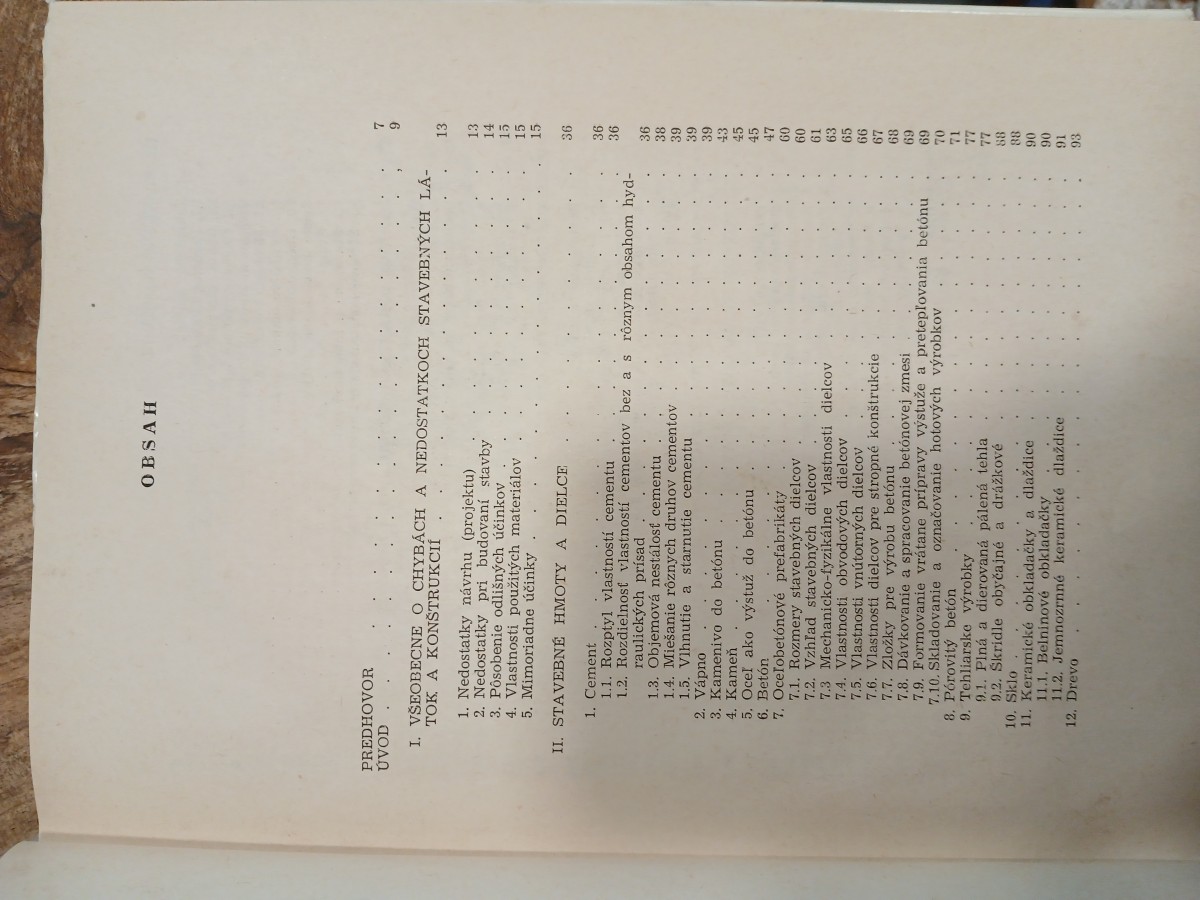 OBSAH
PREDHOVOR 7
ÚVOD . . . . . . . . . . . . . . , 9
I. VŠEOBECNE O CHYBÁCH A NEDOSTATKOCH STAVEBNÝCH LÁ-
TOK A KONŠTRUKCIÍ . . . . . . . . . . . 13
1. Nedostatky návrhu (projektu) . . . . . . . . . 13
2. Nedostatky pri budovaní stavby . . . . . . . . 14
3. Pôsobenie odlišných účinkov . . . . . . . . . 15
4. Vlastnosti použitých materiálov . . . . . . . . 15
5. Mimoriadne účinky . . . . . . . . . . . 15
II. STAVEBNÉ HMOTY A DIELCE . . . . . . . . 36
1. Cement . . . . . . . . . . . . . 36
1.1. Rozptyl vlastností cementu . . . . . . . . 36
1.2. Rozdielnosť vlastností cementov bez a s rôznym obsahom hyd-
raulických prísad . . . . . . . . . . 36
1.3. Objemová nestálosť cementu . . . . . . . . 38
1.4. Miešanie rôznych druhov cementov . . . . . . 39
1.5. Vlhnutie a starnutie cementu . . . . . . . . 39
2. Vápno . . . . . . . . . . . . . 39
3. Kamenivo do betónu . . . . . . . . . . 43
4. Kameň . . . . . . . . . . . . . 45
5. Oceľ ako výstuž do betónu . . . . . . . . . 45
6. Betón . . . . . . . . . . . . . 47
7. Oceľobetónové prefabrikáty . . . . . . . . . 60
7.1. Rozmery stavebných dielcov . . . . . . . . 60
7.2. Vzhľad stavebných dielcov . . . . . . . . 61
7.3 Mechanicko-fyzikálne vlastnosti dielcov . . . . . 63
7.4. Vlastnosti obvodových dielcov . . . . . . . 65
7.5. Vlastnosti vnútorných dielcov . . . . . . . 66
7.6. Vlastnosti dielcov pre stropné konštrukcie . . . . . 67
7.7. Zložky pre výrobu betónu . . . . . . . . 68
7.8. Dávkovanie a spracovanie betónovej zmesi . . . . . 69
7.9. Formovanie vrátane prípravy výstuže a pretepľovania betónu . 69
7.10. Skladovanie a označovanie hotových výrobkov . . . . 70
8. Pórovitý betón . . . . . . . . . . . 71
9. Tehliarske výrobky . . . . . . . . . . 77
9.1. Plná a dierovaná pálená tehla . . . . . . . 77
9.2. Škridle obyčajné a drážkové . . . . . . . 88
10. Sklo . . . . . . . . . . . . . 88
11. Keramické obkladačky a dlaždice . . . . . . . 90
11.1. Belninové obkladačky . . . . . . . . . 90
11.2. Jemnozrnné keramické dlaždice . . . . . . 91
12. Drevo . . . . . . . . . . . . . 93